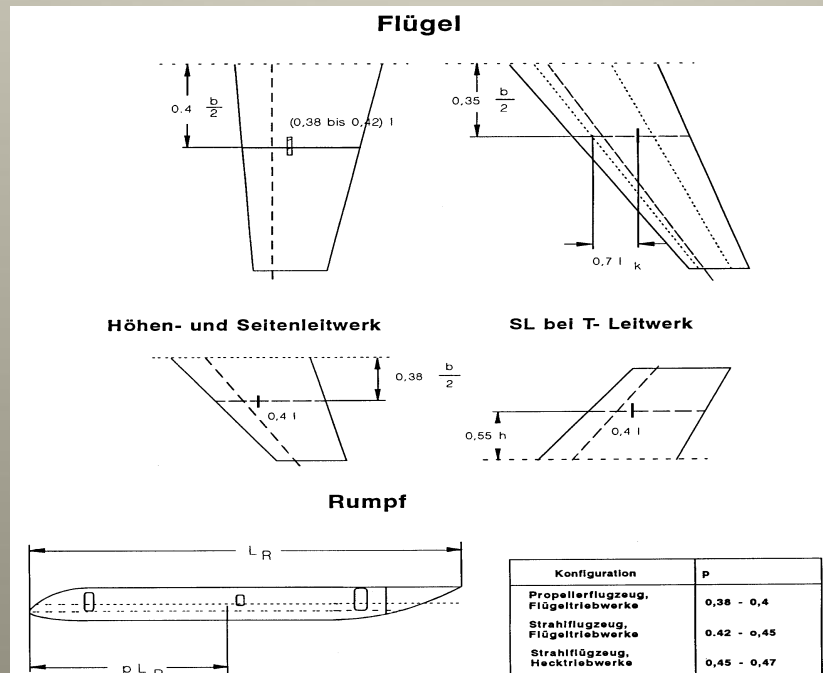 Flügel
0.4 b/2
(0,38 bis 0,42) l
0,35 b/2
0,7 l k
Höhen- und Seitenleitwerk
0,38 b/2
0,4 l
SL bei T- Leitwerk
0,55 h
0,4 l
Rumpf
L R
p L R
Konfiguration p
Propellerflugzeug,
Flügeltriebwerke 0,38 - 0,4
Strahlflugzeug,
Flügeltriebwerke 0.42 - o,45
Strahlflügzeug,
Hecktriebwerke 0,45 - 0,47